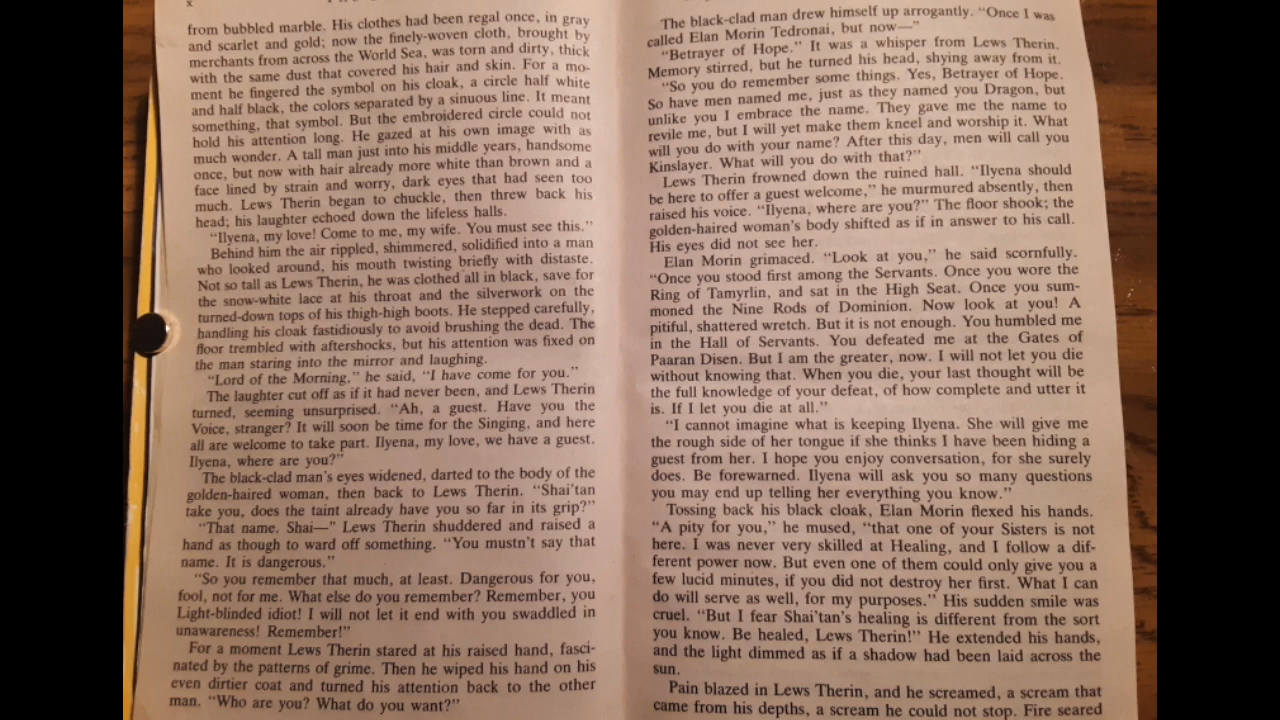 x
from bubbled marble. His clothes had been regal once, in gray
and scarlet and gold; now the finely-woven cloth, brought by
merchants from across the World Sea, was torn and dirty, thick
with the same dust that covered his hair and skin. For a mo-
ment he fingered the symbol on his cloak, a circle half white
and half black, the colors separated by a sinuous line. It meant
something, that symbol. But the embroidered circle could not
hold his attention long. He gazed at his own image with as
much wonder. A tall man just into his middle years, handsome
once, but now with hair already more white than brown and a
face lined by strain and worry, dark eyes that had seen too
much. Lews Therin began to chuckle, then threw back his
head; his laughter echoed down the lifeless halls.
"Ilyena, my love! Come to me, my wife. You must see this."
Behind him the air rippled, shimmered, solidified into a man
who looked around, his mouth twisting briefly with distaste.
Not so tall as Lews Therin, he was clothed all in black, save for
the snow-white lace at his throat and the silverwork on the
turned-down tops of his thigh-high boots. He stepped carefully,
handling his cloak fastidiously to avoid brushing the dead. The
floor trembled with aftershocks, but his attention was fixed on
the man staring into the mirror and laughing.
"Lord of the Morning," he said, "I have come for you."
The laughter cut off as if it had never been, and Lews Therin
turned, seeming unsurprised. "Ah, a guest. Have you the
Voice, stranger? It will soon be time for the Singing, and here
all are welcome to take part. Ilyena, my love, we have a guest.
Ilyena, where are you?"
The black-clad man's eyes widened, darted to the body of the
golden-haired woman, then back to Lews Therin. "Shai'tan
take you, does the taint already have you so far in its grip?"
"That name. Shai—" Lews Therin shuddered and raised a
hand as though to ward off something. "You mustn't say that
name. It is dangerous."
"So you remember that much, at least. Dangerous for you,
fool, not for me. What else do you remember? Remember, you
Light-blinded idiot! I will not let it end with you swaddled in
unawareness! Remember!"
For a moment Lews Therin stared at his raised hand, fasci-
nated by the patterns of grime. Then he wiped his hand on his
even dirtier coat and turned his attention back to the other
man. "Who are you? What do you want?"
The black-clad man drew himself up arrogantly. "Once I was
called Elan Morin Tedronai, but now—"
"Betrayer of Hope." It was a whisper from Lews Therin.
Memory stirred, but he turned his head, shying away from it.
"So you do remember some things. Yes, Betrayer of Hope.
So have men named me, just as they named you Dragon, but
unlike you I embrace the name. They gave me the name to
revile me, but I will yet make them kneel and worship it. What
will you do with your name? After this day, men will call you
Kinslayer. What will you do with that?"
Lews Therin frowned down the ruined hall. "Ilyena should
be here to offer a guest welcome," he murmured absently, then
raised his voice. "Ilyena, where are you?" The floor shook; the
golden-haired woman's body shifted as if in answer to his call.
His eyes did not see her.
Elan Morin grimaced. "Look at you," he said scornfully.
"Once you stood first among the Servants. Once you wore the
Ring of Tamyrlin, and sat in the High Seat. Once you sum-
moned the Nine Rods of Dominion. Now look at you! A
pitiful, shattered wretch. But it is not enough. You humbled me
in the Hall of Servants. You defeated me at the Gates of
Paaran Disen. But I am the greater, now. I will not let you die
without knowing that. When you die, your last thought will be
the full knowledge of your defeat, of how complete and utter it
is. If I let you die at all."
"I cannot imagine what is keeping Ilyena. She will give me
the rough side of her tongue if she thinks I have been hiding a
guest from her. I hope you enjoy conversation, for she surely
does. Be forewarned. Ilyena will ask you so many questions
you may end up telling her everything you know."
Tossing back his black cloak, Elan Morin flexed his hands.
"A pity for you," he mused, "that one of your Sisters is not
here. I was never very skilled at Healing, and I follow a dif-
ferent power now. But even one of them could only give you a
few lucid minutes, if you did not destroy her first. What I can
do will serve as well, for my purposes." His sudden smile was
cruel. "But I fear Shai'tan's healing is different from the sort
you know. Be healed, Lews Therin!" He extended his hands,
and the light dimmed as if a shadow had been laid across the
sun.
Pain blazed in Lews Therin, and he screamed, a scream that
came from his depths, a scream he could not stop. Fire seared